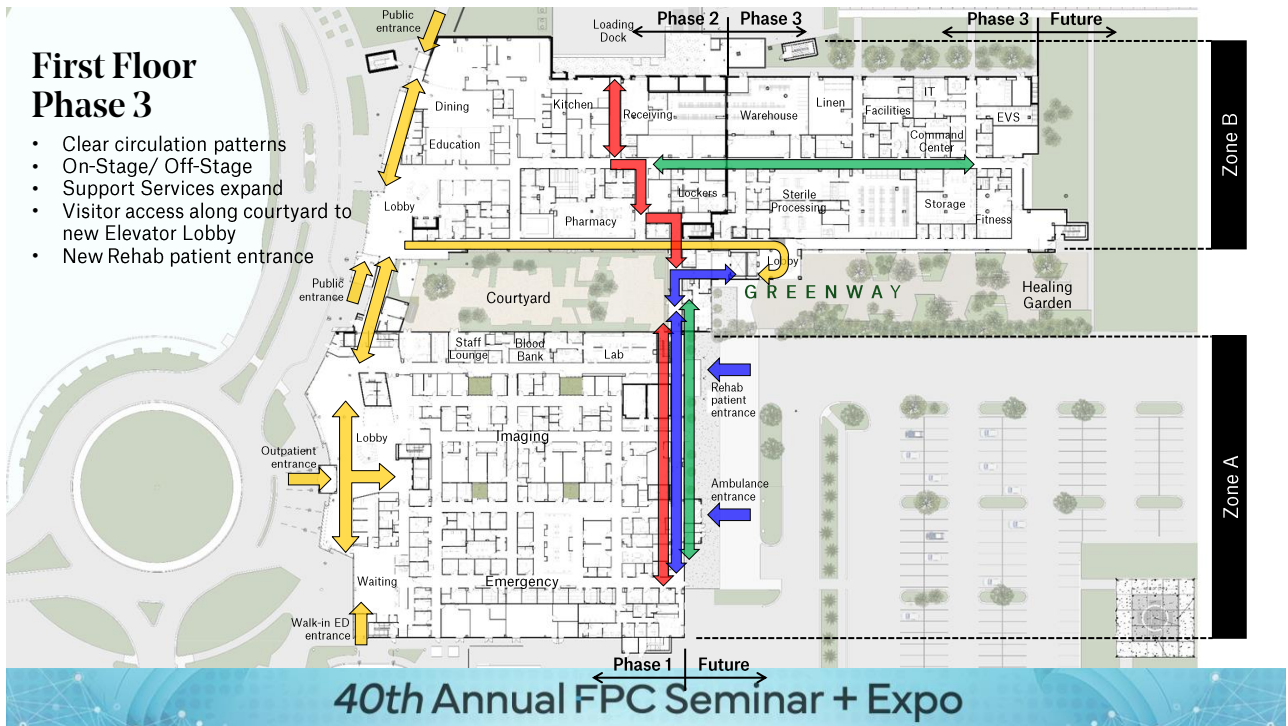 First Floor
Phase 3
• Clear circulation patterns
• On-Stage/ Off-Stage
• Support Services expand
• Visitor access along courtyard to
new Elevator Lobby
• New Rehab patient entrance
Public
entrance
Loading
Dock
Phase 2
Phase 3
Phase 3
Future
Dining
Education
Kitchen
Receiving
Warehouse
Linen
Facilities
IT
Command
Center
EVS
Lobby
Pharmacy
Lockers
Sterile
Processing
Storage
Fitness
Zone B
Public
entrance
Courtyard
Lobby
GREENWAY
Healing
Garden
Staff
Lounge
Blood
Bank
Lab
Rehab
patient
entrance
Imaging
Lobby
Outpatient
entrance
Ambulance
entrance
Zone A
Waiting
Emergency
Walk-in ED
entrance
Phase 1
Future
40th Annual FPC Seminar + Expo